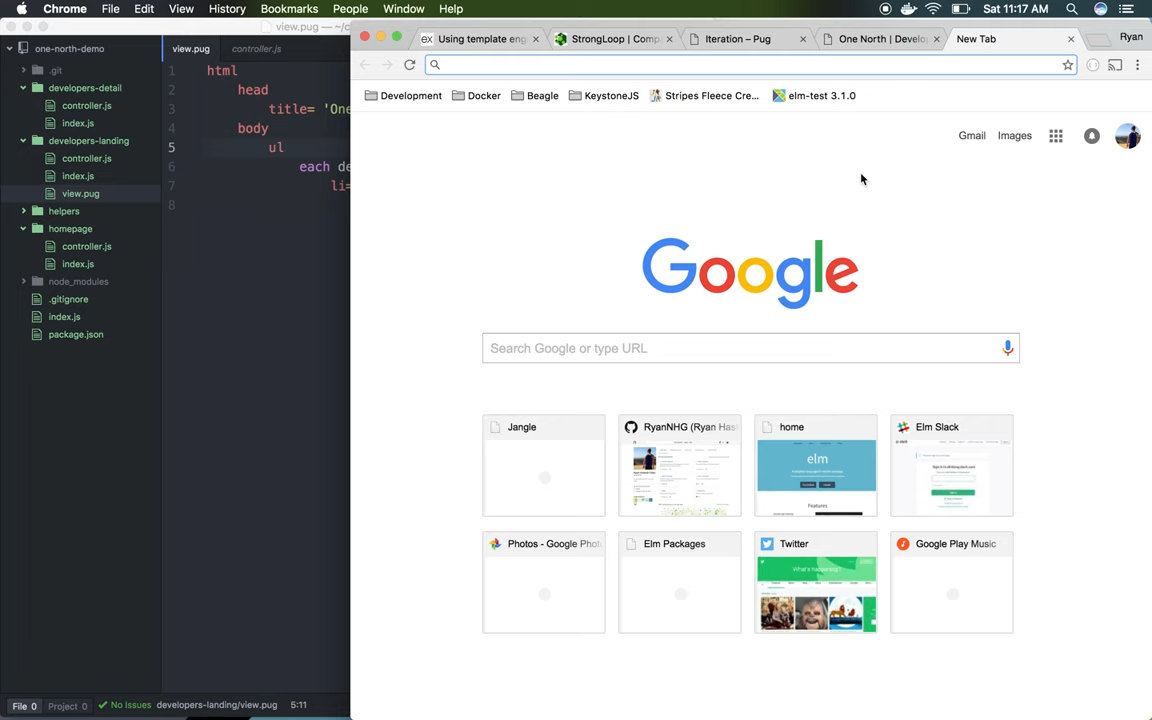 Chrome File Edit View History Bookmarks People Window Help Sat 11:17 AM
view.pug — ~/c
one-north-demo
.git
developers-detail
controller.js
index.js
developers-landing
controller.js
index.js
view.pug
helpers
homepage
controller.js
index.js
node_modules
.gitignore
index.js
package.json
view.pug controller.js
1 html
2 head
3 title= 'One
4 body
5 ul
6 each de
7 li=
8
File 0 Project 0 No Issues developers-landing/view.pug 5:11
Using template eng StrongLoop | Comp Iteration – Pug One North | Develop New Tab Ryan
Development Docker Beagle KeystoneJS Stripes Fleece Cre... elm-test 3.1.0
Gmail Images
Google
Search Google or type URL
Jangle RyanNHG (Ryan Has home Elm Slack
elm
Features
Photos - Google Phot Elm Packages Twitter Google Play Music
What's happening?